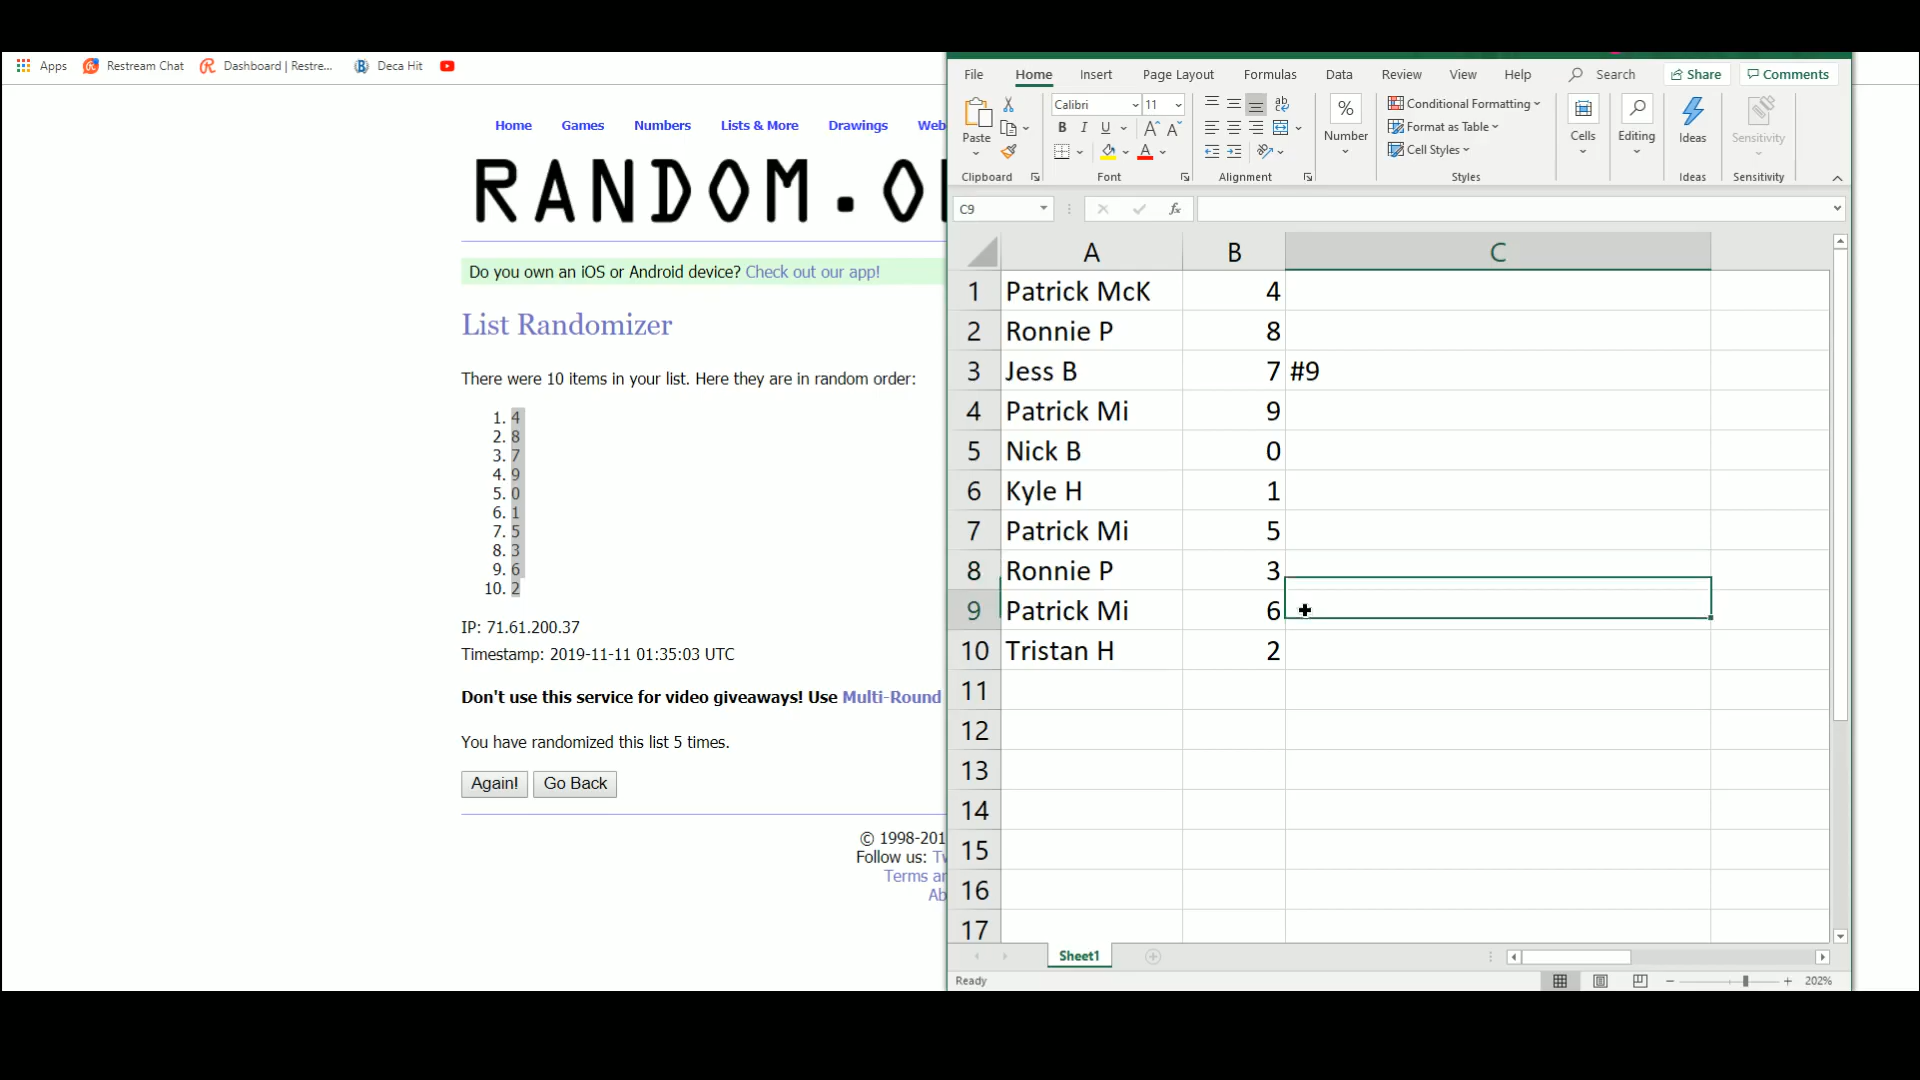 Apps Restream Chat Dashboard | Restre... Deca Hit
Home Games Numbers Lists & More Drawings Web
RANDOM.O
Do you own an iOS or Android device? Check out our app!
List Randomizer
There were 10 items in your list. Here they are in random order:
1. 4
2. 8
3. 7
4. 9
5. 0
6. 1
7. 5
8. 3
9. 6
10. 2
IP: 71.61.200.37
Timestamp: 2019-11-11 01:35:03 UTC
Don't use this service for video giveaways! Use Multi-Round
You have randomized this list 5 times.
Again! Go Back
© 1998-201
Follow us: Tw
Terms an
Ab
File Home Insert Page Layout Formulas Data Review View Help Search Share Comments
Calibri 11
Conditional Formatting
Format as Table
Cell Styles
Paste B I U A A A % Number Cells Editing Ideas Sensitivity
Clipboard Font Alignment Styles Ideas Sensitivity
C9 fx
A B C
1 Patrick McK 4
2 Ronnie P 8
3 Jess B 7 #9
4 Patrick Mi 9
5 Nick B 0
6 Kyle H 1
7 Patrick Mi 5
8 Ronnie P 3
9 Patrick Mi 6
10 Tristan H 2
11
12
13
14
15
16
17
Sheet1
Ready 202%